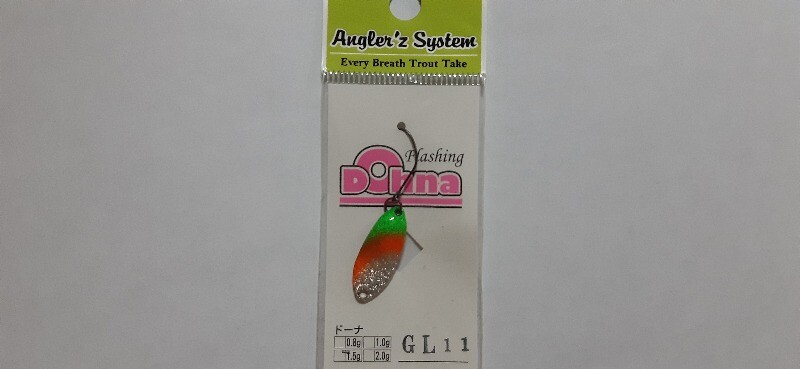 Angler'z System
Every Breath Trout Take
Flashing
Dohna
ドーナ
0.8g 1.0g
1.5g 2.0g
GL11